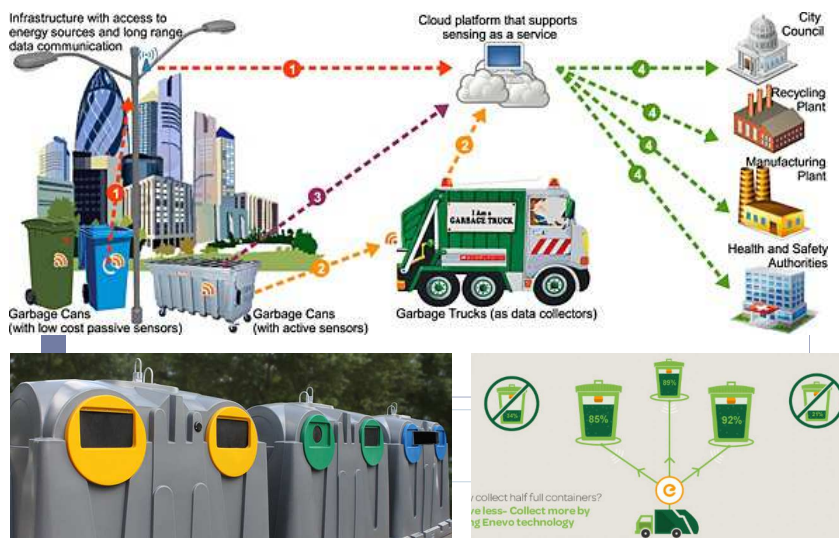 Infrastructure with access to
energy sources and long range
data communication
Cloud platform that supports
sensing as a service
City
Council
1
4
Recycling
Plant
4
1
2
4
Manufacturing
Plant
3
4
I Am a
GARBAGE TRUCK
2
Health and Safety
Authorities
Garbage Cans
(with low cost passive sensors)
Garbage Cans
(with active sensors)
Garbage Trucks (as data collectors)
88%
85%
92%
y collect half full containers?
ve less- Collect more by
ng Enevo technology